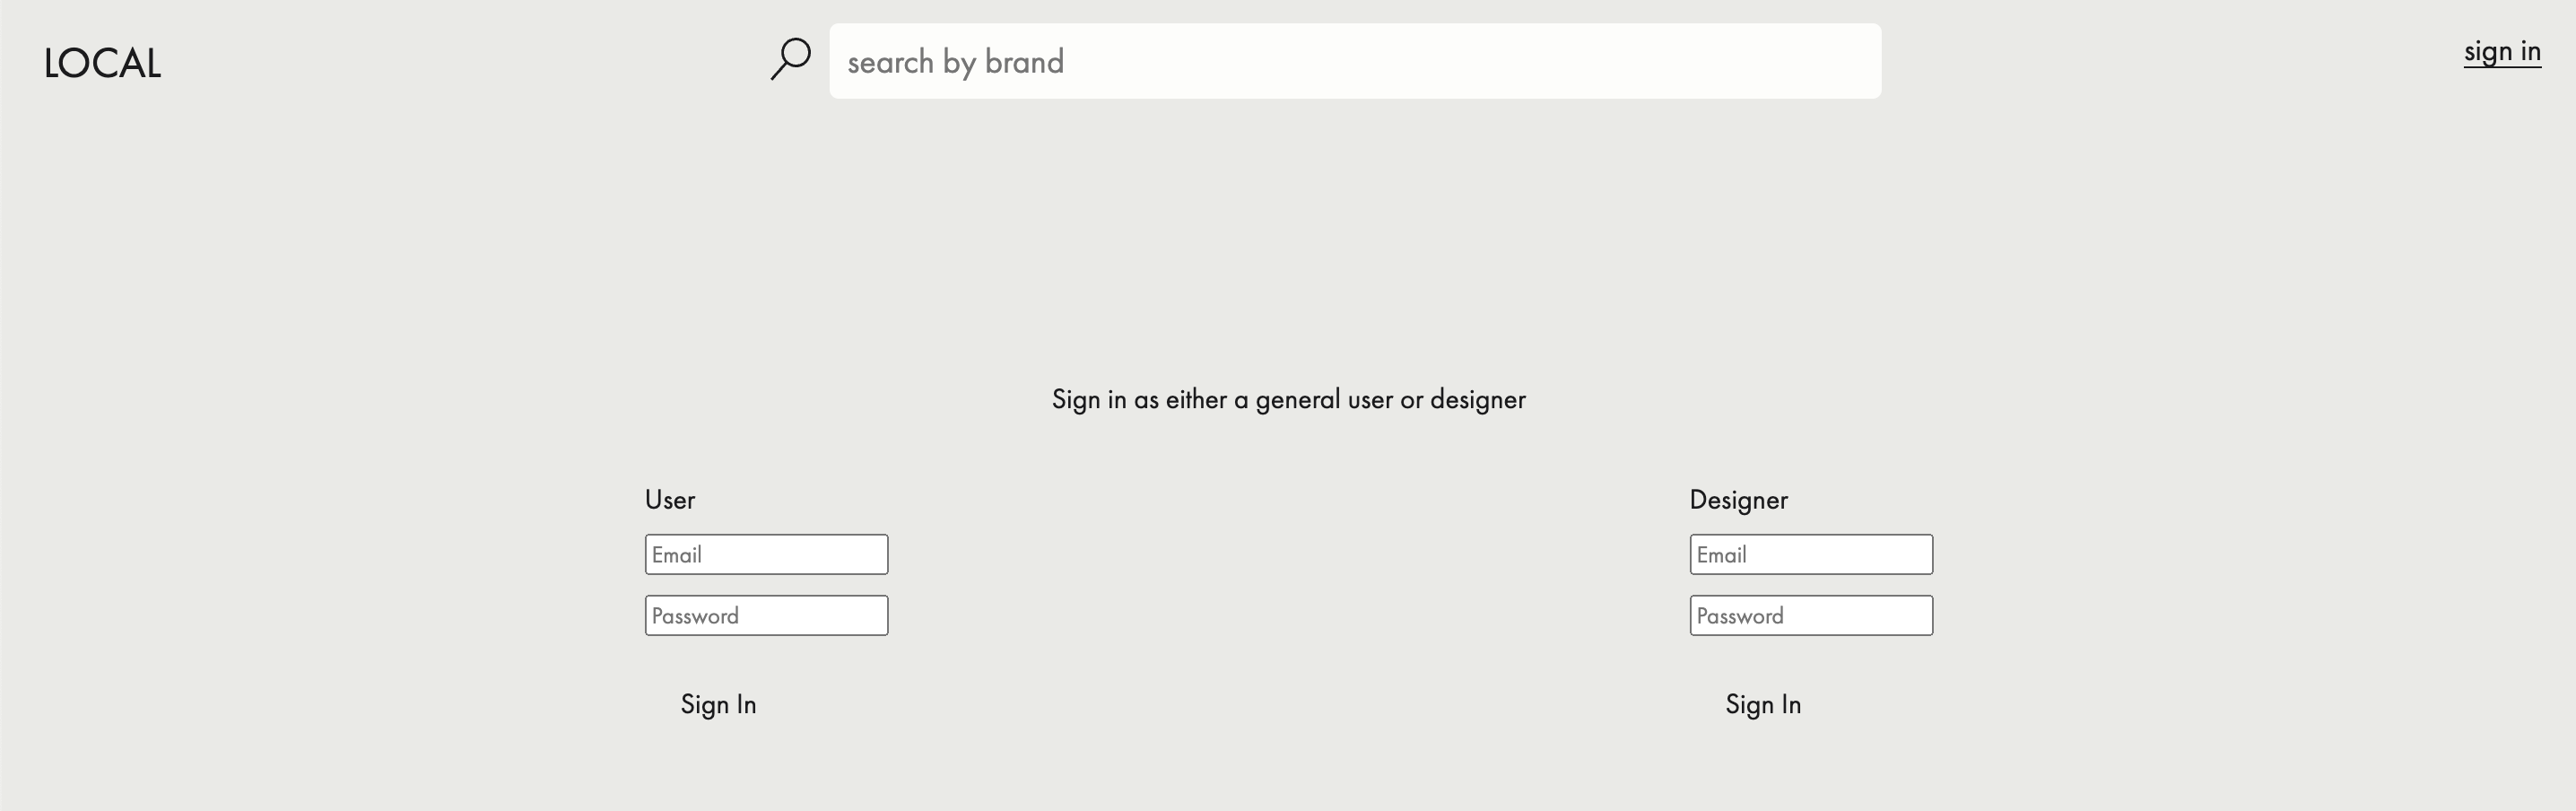 LOCAL
search by brand
sign in
Sign in as either a general user or designer
User
Email
Password
Sign In
Designer
Email
Password
Sign In